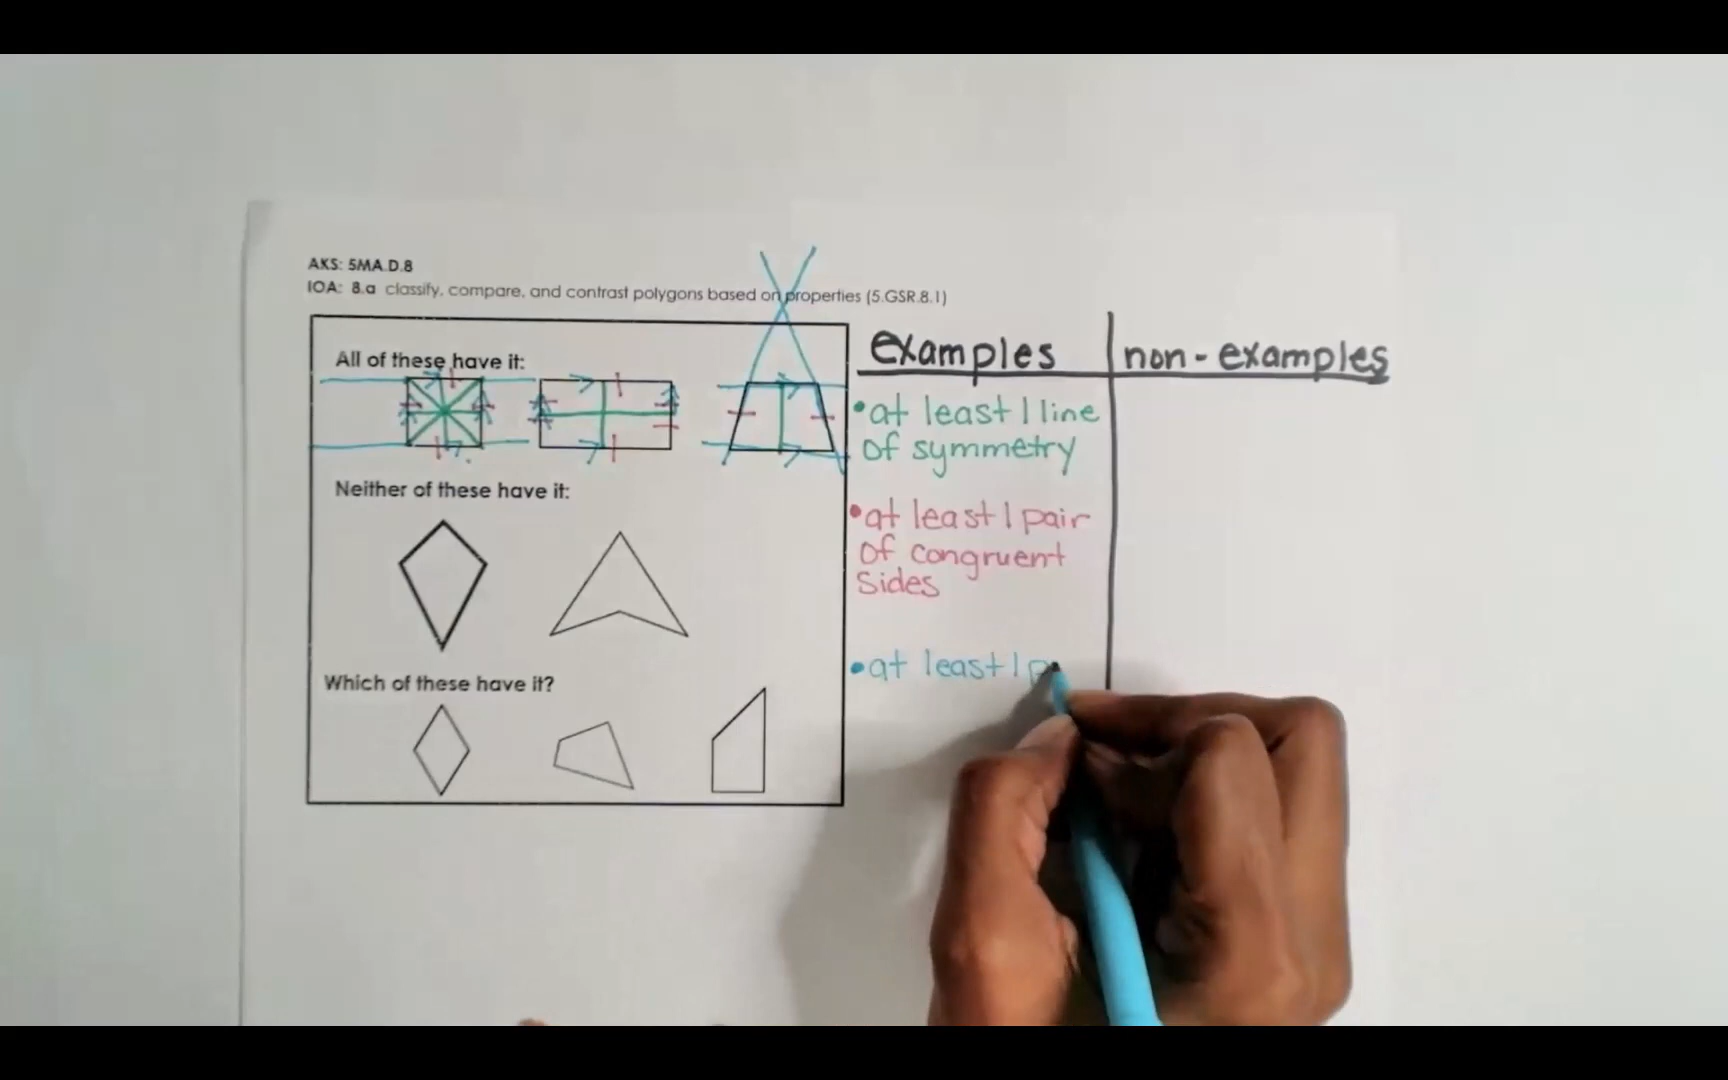 AKS: 5MA.D.8
IOA: 8.a classify, compare, and contrast polygons based on properties (5.GSR.8.1)
All of these have it:
Neither of these have it:
Which of these have it?
examples
non-examples
•at least 1 line
of symmetry
•at least 1 pair
of congruent
sides
•at least 1 p